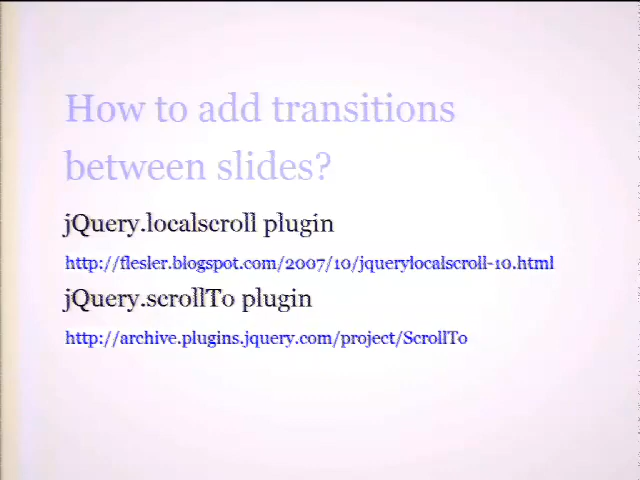 How to add transitions
between slides?
jQuery.localscroll plugin
http://flesler.blogspot.com/2007/10/jquerylocalscroll-10.html
jQuery.scrollTo plugin
http://archive.plugins.jquery.com/project/ScrollTo